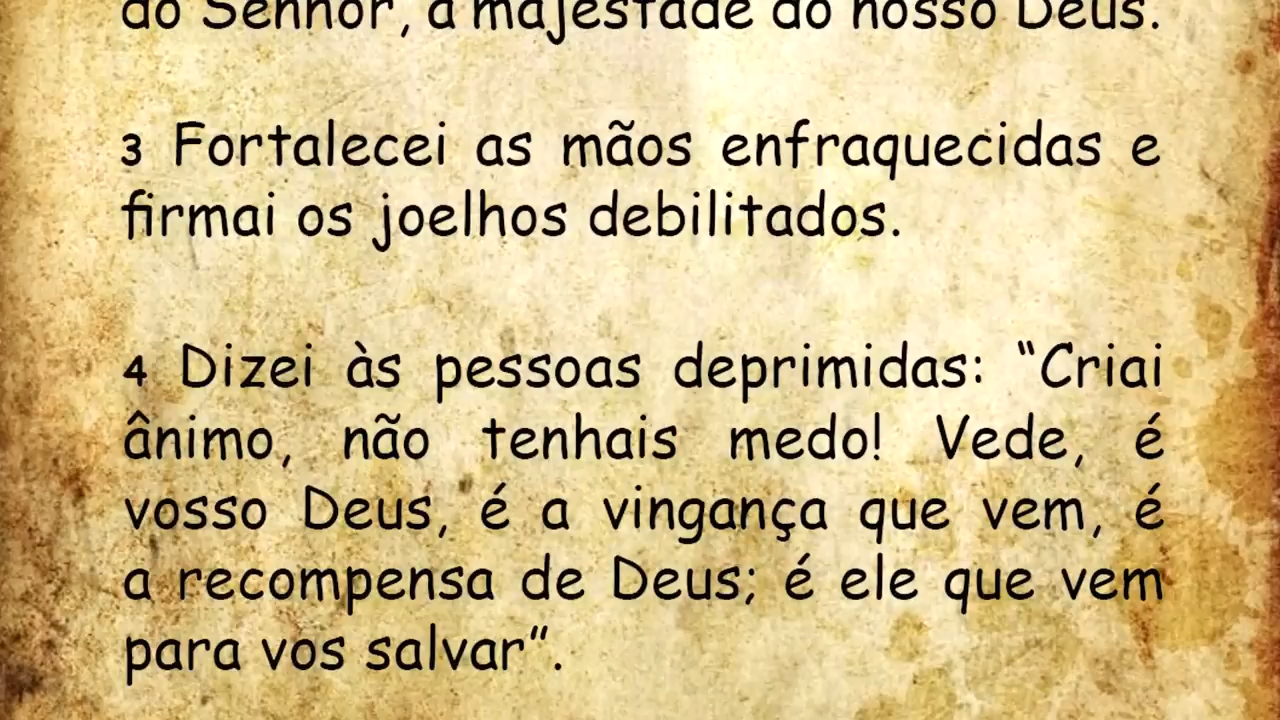 do Senhor, a majestade do nosso Deus.
3 Fortalecei as mãos enfraquecidas e
firmai os joelhos debilitados.
4 Dizei às pessoas deprimidas: “Criai
ânimo, não tenhais medo! Vede, é
vosso Deus, é a vingança que vem, é
a recompensa de Deus; é ele que vem
para vos salvar”.